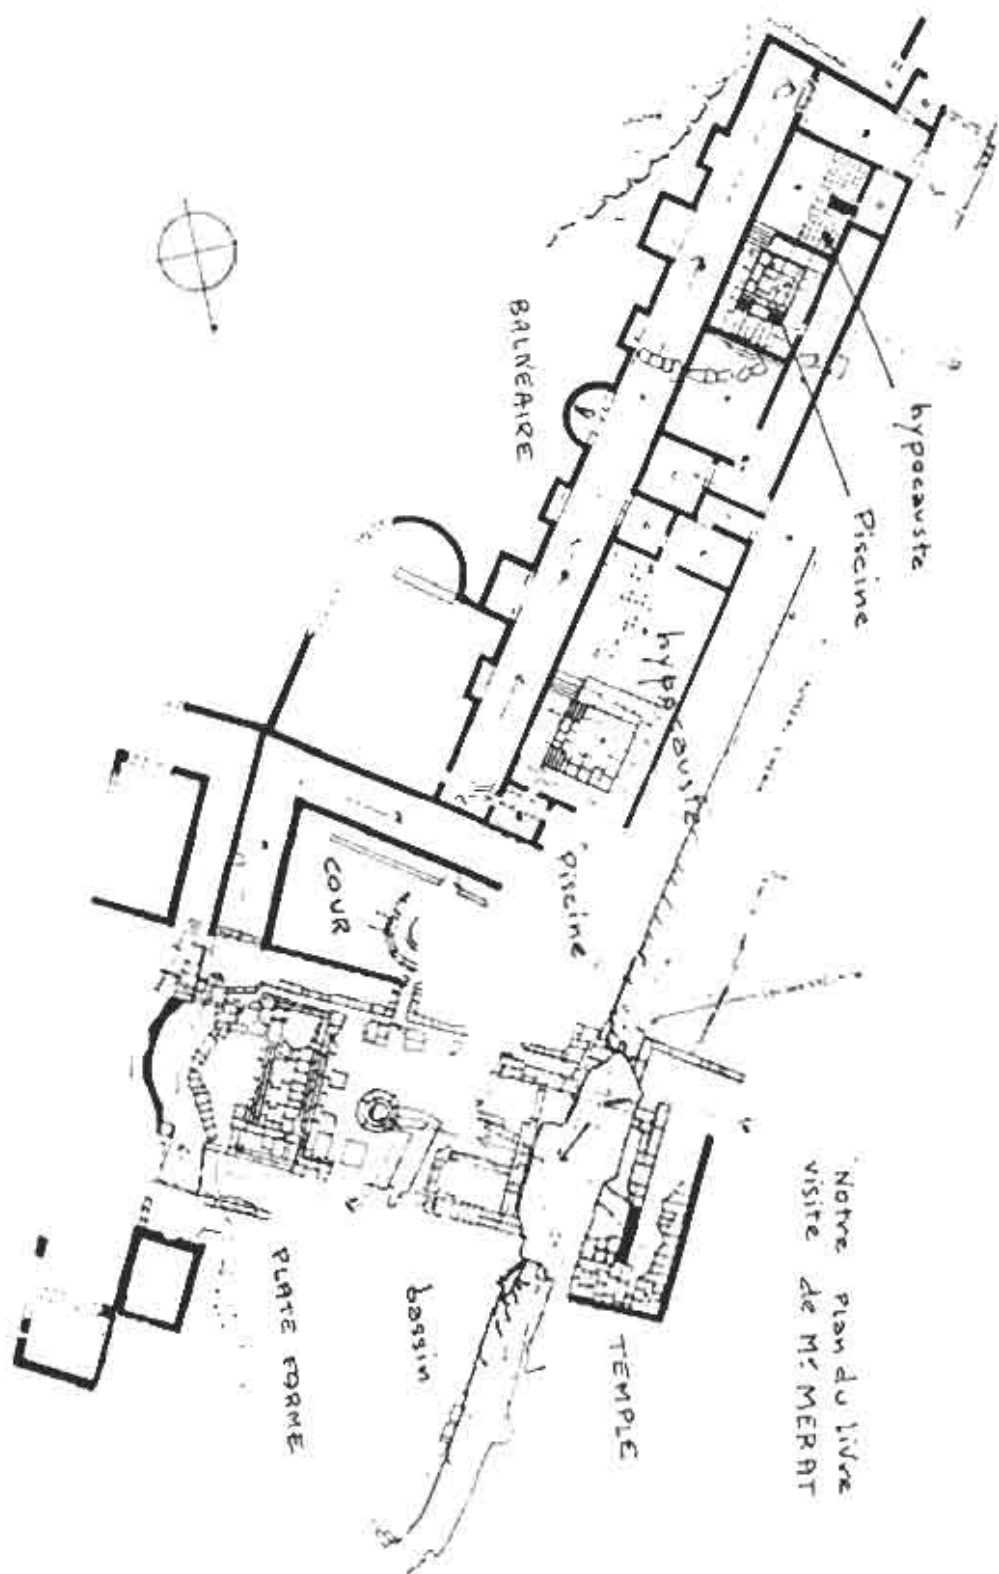 Notre plan du livre
visite de Mr MERAT
hypocauste
Piscine
BALNEAIRE
hypocauste
Piscine
COUR
TEMPLE
bassin
PLATE FORME